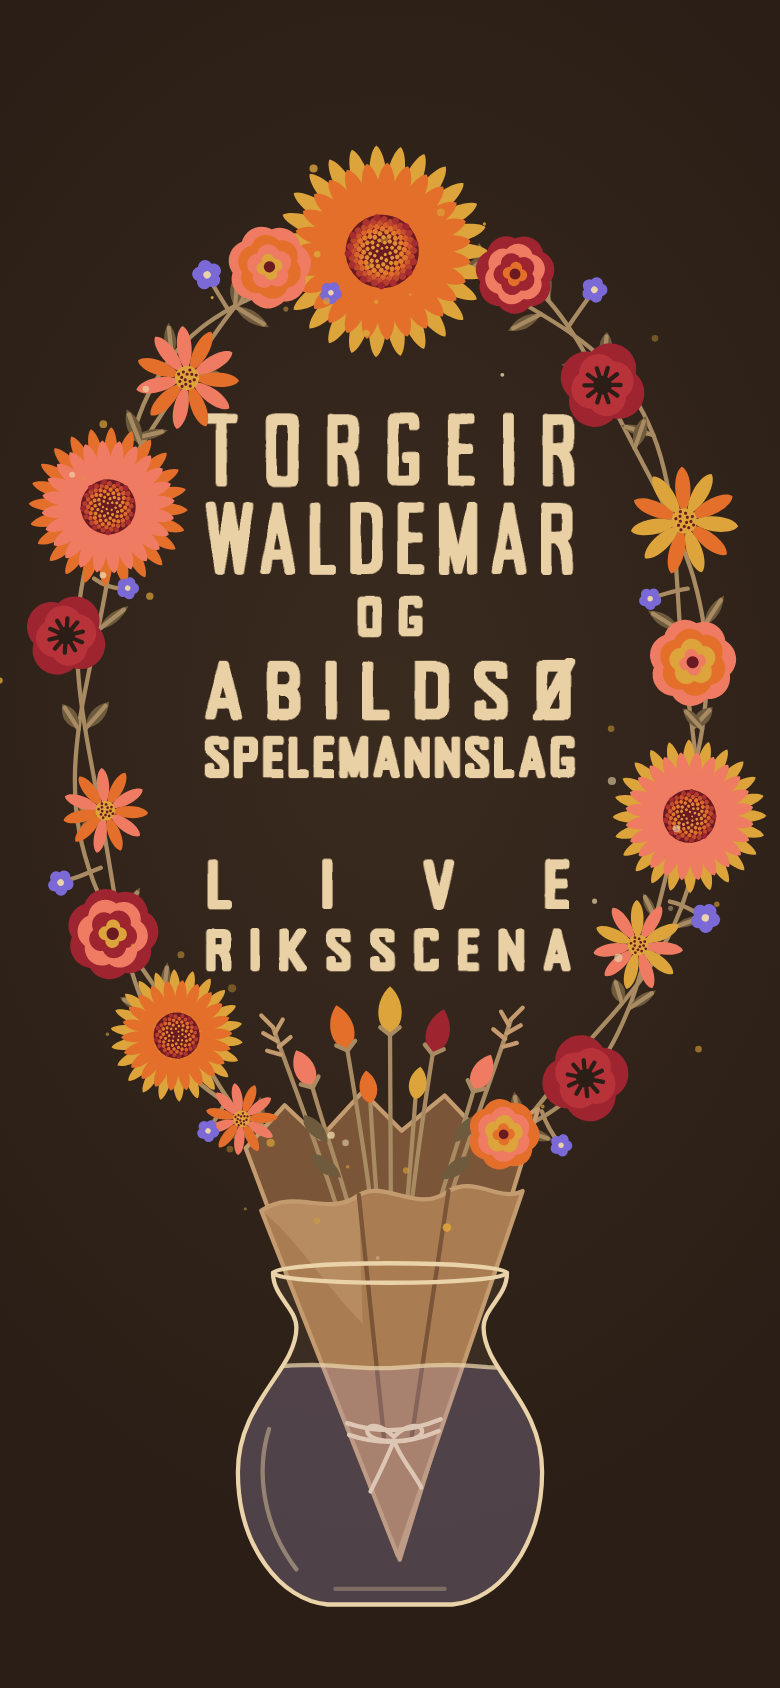 TORGEIR
WALDEMAR
OG
ABILDSØ
SPELEMANNSLAG
LIVE
RIKSSCENA